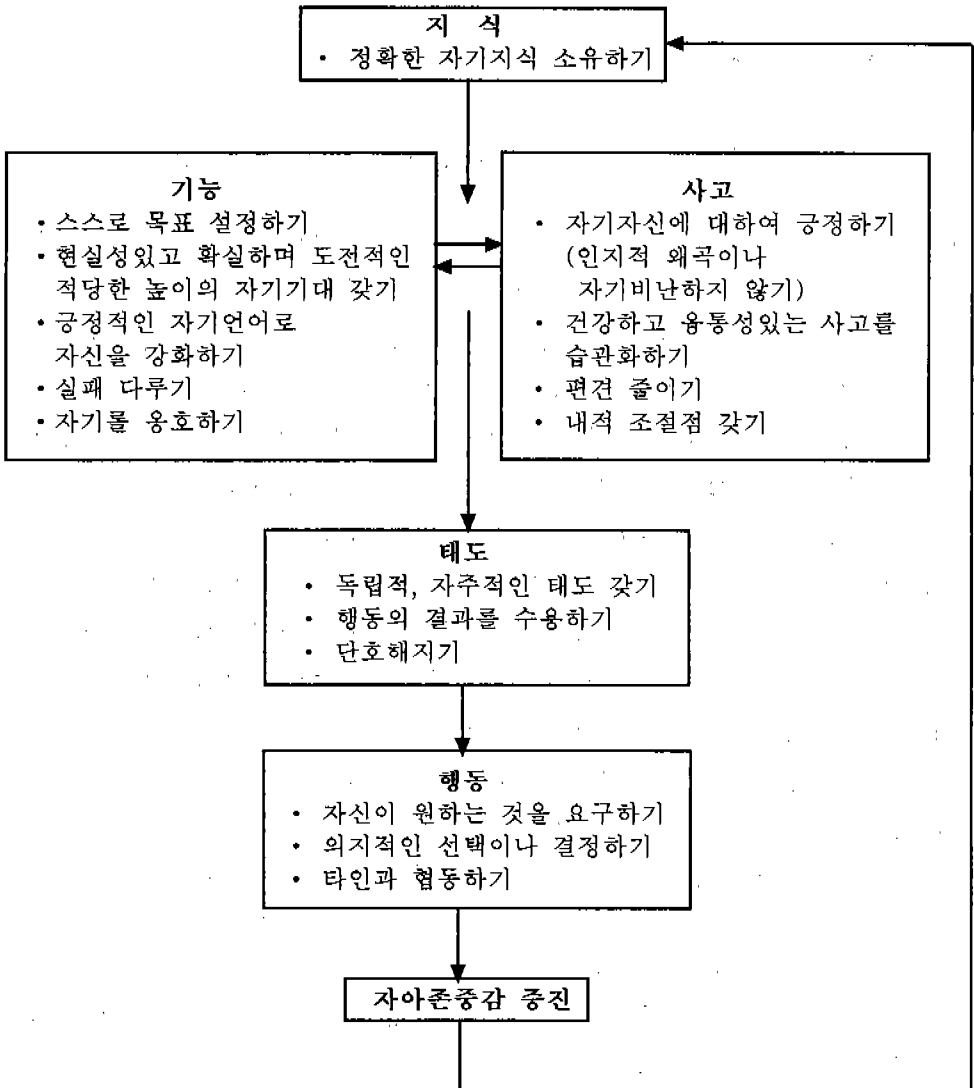 지 식
• 정확한 자기지식 소유하기
기능
• 스스로 목표 설정하기
• 현실성있고 확실하며 도전적인
적당한 높이의 자기기대 갖기
• 긍정적인 자기언어로
자신을 강화하기
• 실패 다루기
• 자기를 옹호하기
사고
• 자기자신에 대하여 긍정하기
(인지적 왜곡이나
자기비난하지 않기)
• 건강하고 융통성있는 사고를
습관화하기
• 편견 줄이기
• 내적 조절점 갖기
태도
• 독립적, 자주적인 태도 갖기
• 행동의 결과를 수용하기
• 단호해지기
행동
• 자신이 원하는 것을 요구하기
• 의지적인 선택이나 결정하기
• 타인과 협동하기
자아존중감 증진